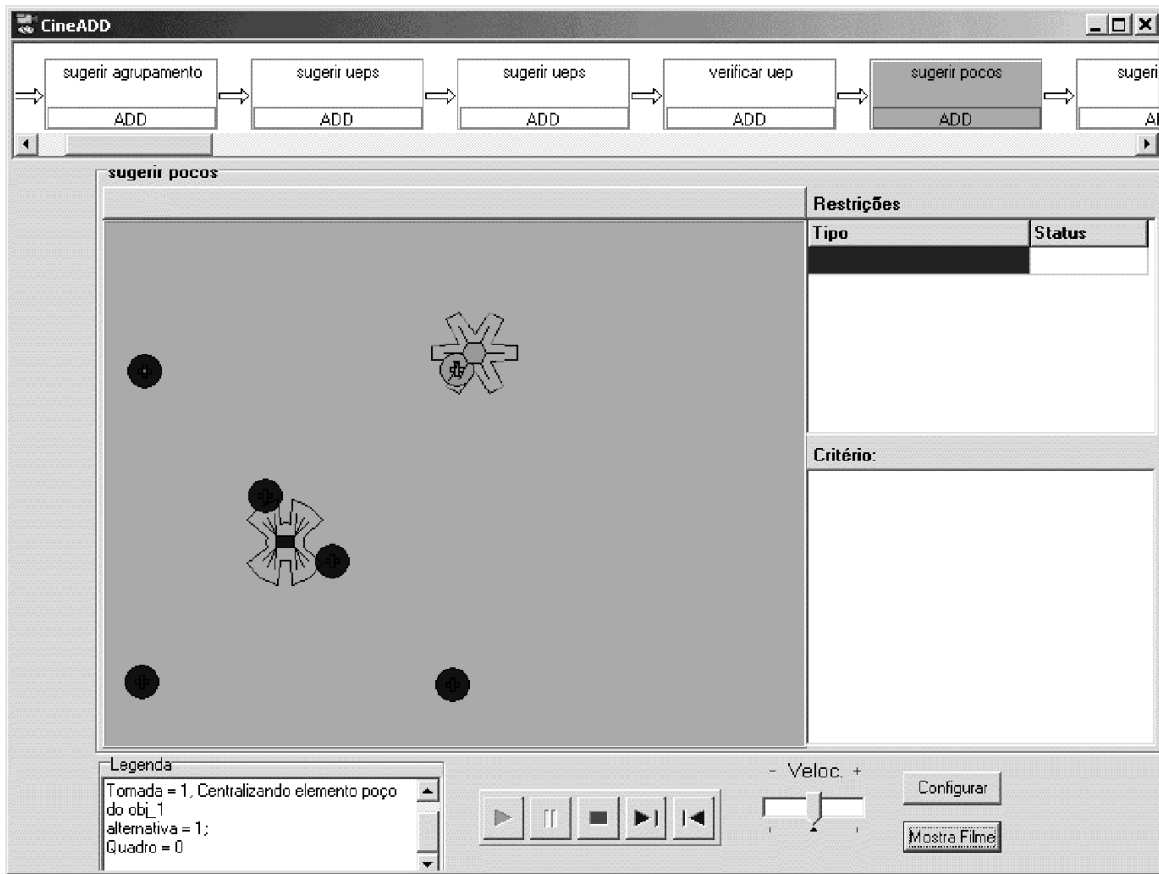 CineADD
sugerir agrupamento
sugerir ueps
sugerir ueps
verificar uep
sugerir pocos
sugeri
ADD
ADD
ADD
ADD
ADD
sugerir pocos
Restrições
Tipo
Status
Critério:
Legenda
Tomada = 1, Centralizando elemento poço
do obj_1
alternativa = 1;
Quadro = 0
- Veloc. +
Configurar
Mostra Filme